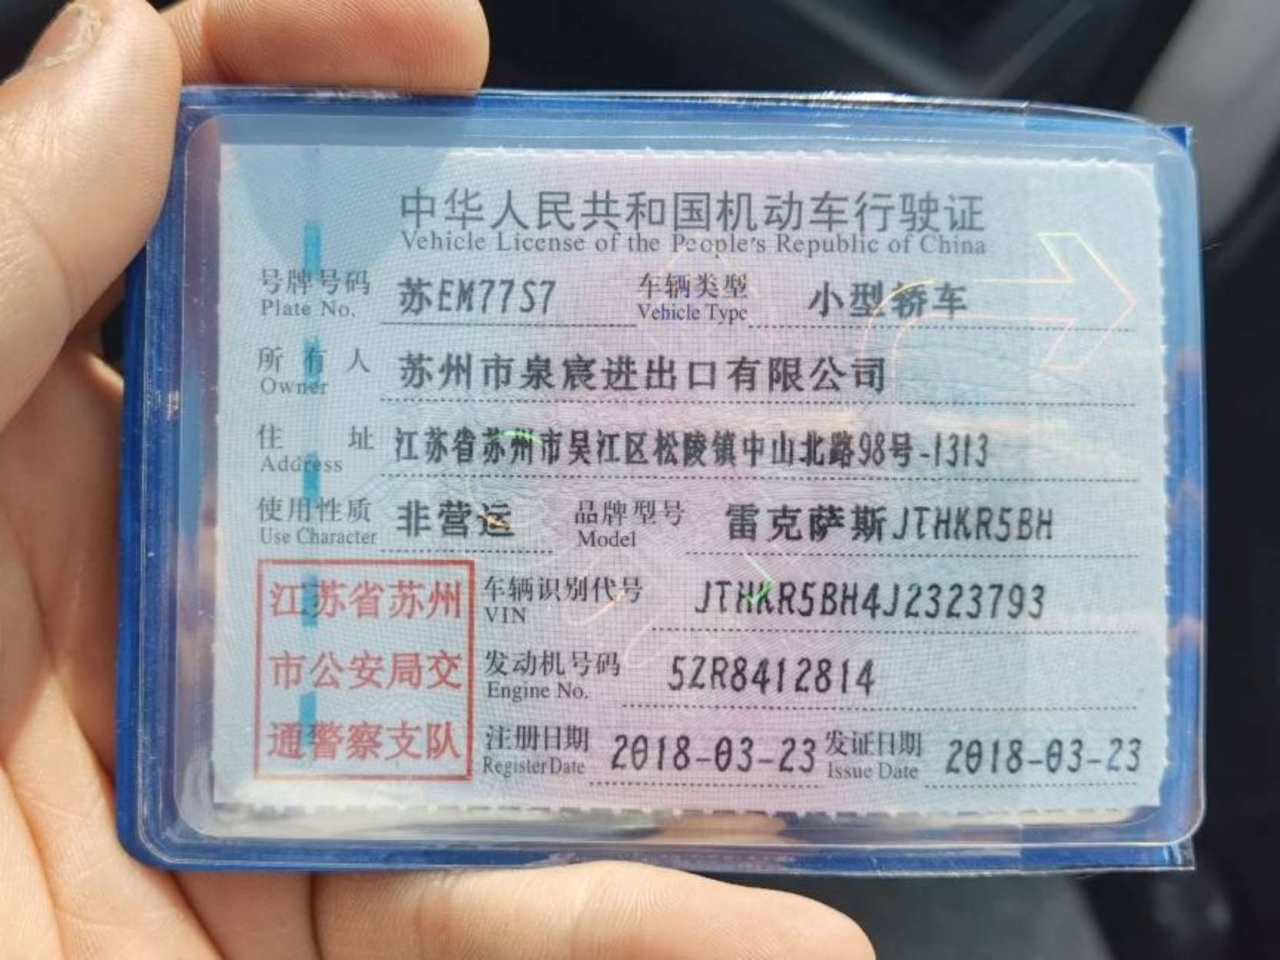 中华人民共和国机动车行驶证
Vehicle License of the People's Republic of China
号牌号码 苏EM77S7 车辆类型 小型轿车
Plate No. Vehicle Type
所有人 苏州市泉宸进出口有限公司
Owner
住址 江苏省苏州市吴江区松陵镇中山北路98号-1313
Address
使用性质 非营运 品牌型号 雷克萨斯JTHKR5BH
Use Character Model
江苏省苏州 车辆识别代号 JTHKR5BH4J2323793
VIN
市公安局交 发动机号码 5ZR8412814
Engine No.
通警察支队 注册日期 2018-03-23 发证日期 2018-03-23
Register Date Issue Date